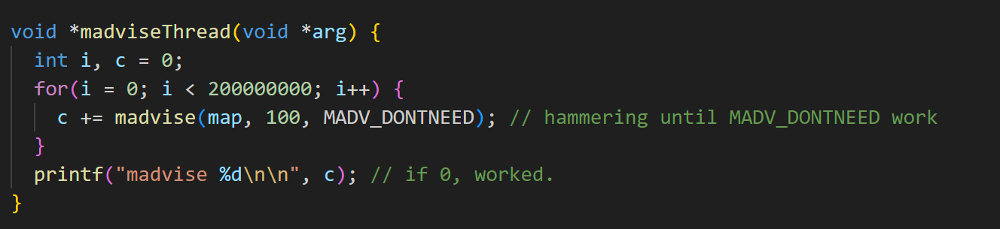 void *madviseThread(void *arg) {
int i, c = 0;
for(i = 0; i < 200000000; i++) {
c += madvise(map, 100, MADV_DONTNEED); // hammering until MADV_DONTNEED work
}
printf("madvise %d\n\n", c); // if 0, worked.
}